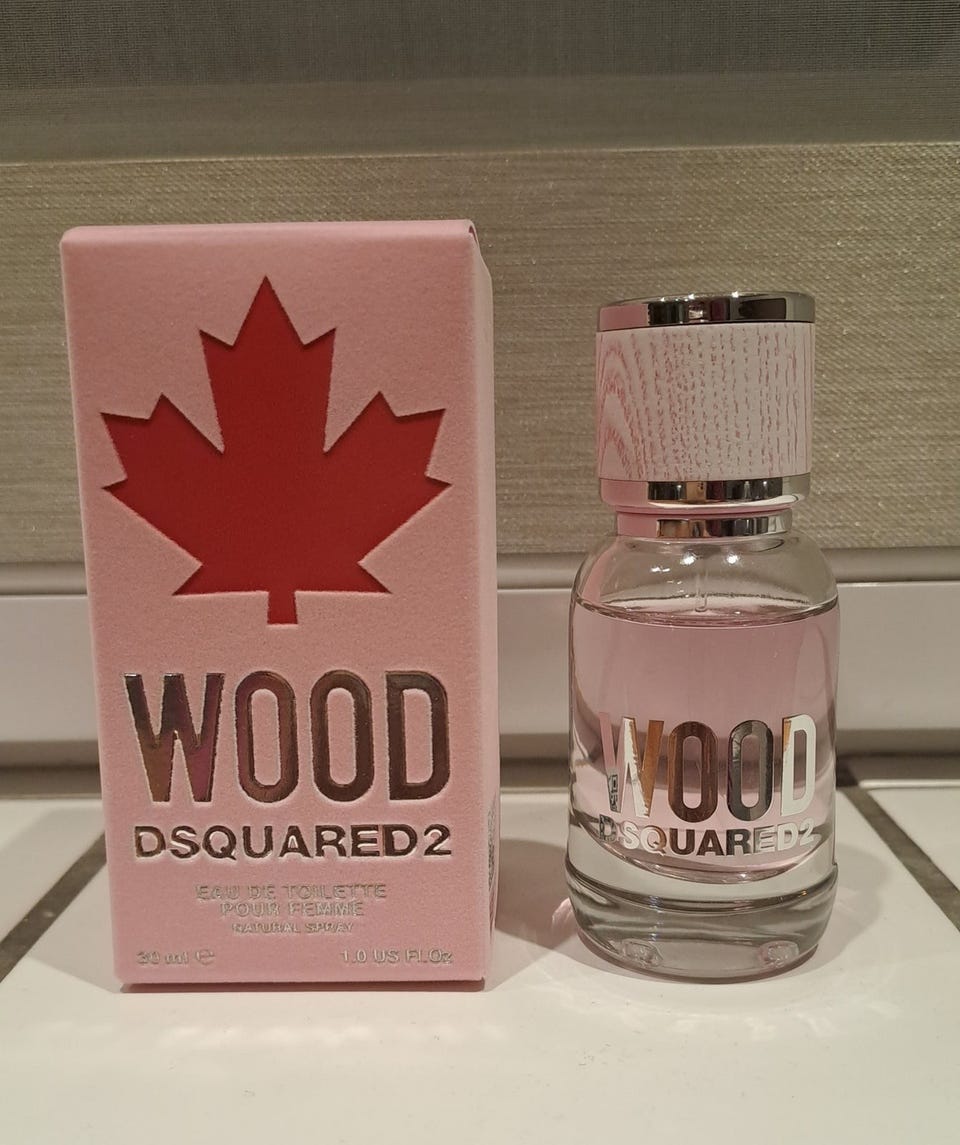 WOOD
DSQUARED2
EAU DE TOILETTE
POUR FEMME
NATURAL SPRAY
30 ml ℮ 1.0 US FL.Oz
WOOD
DSQUARED2